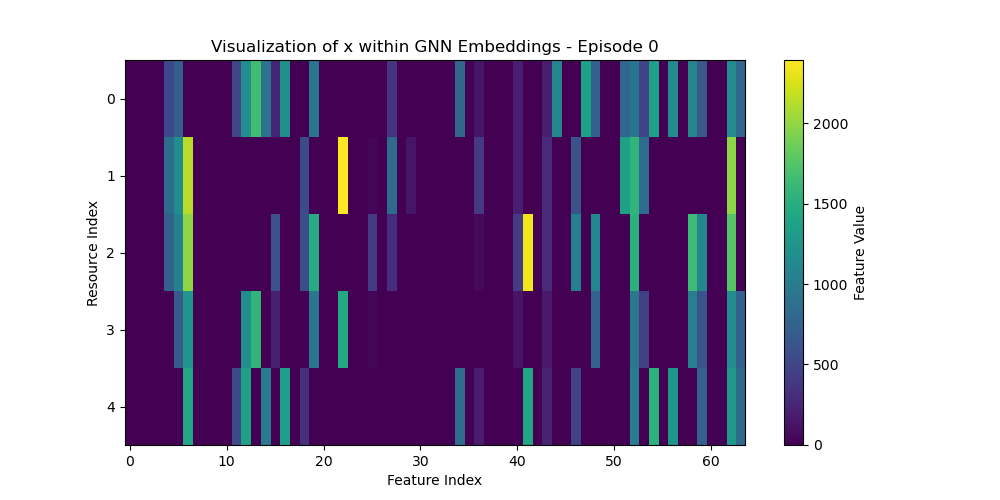 Visualization of x within GNN Embeddings - Episode 0
Resource Index
0
1
2
3
4
0 10 20 30 40 50 60
Feature Index
2000
1500
1000
500
0
Feature Value